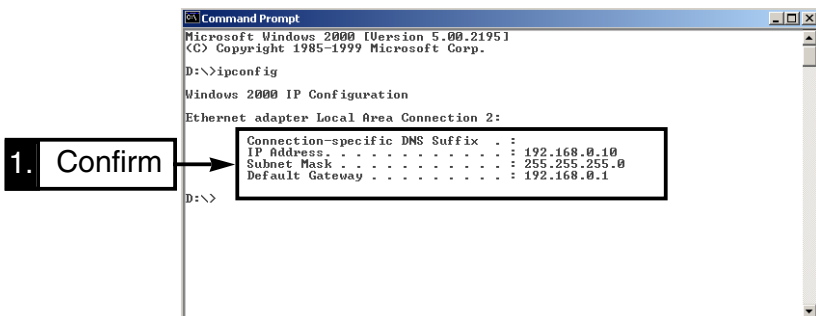 Command Prompt
Microsoft Windows 2000 [Version 5.00.2195]
(C) Copyright 1985-1999 Microsoft Corp.
D:\>ipconfig
Windows 2000 IP Configuration
Ethernet adapter Local Area Connection 2:
Connection-specific DNS Suffix  . :
IP Address. . . . . . . . . . . . : 192.168.0.10
Subnet Mask . . . . . . . . . . . : 255.255.255.0
Default Gateway . . . . . . . . . : 192.168.0.1
1. Confirm
D:\>